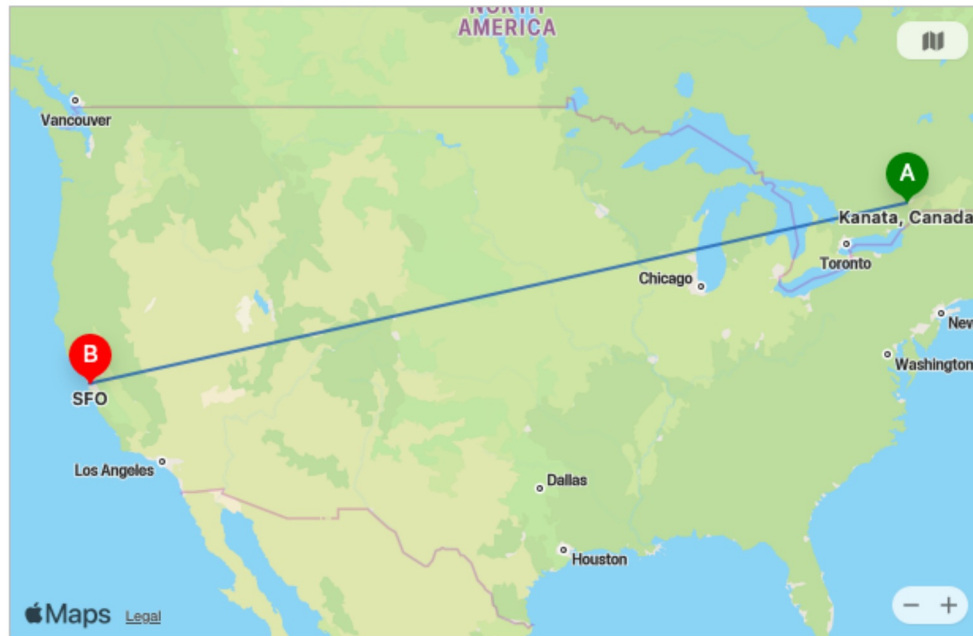 NORTH
AMERICA
Vancouver
A
Kanata, Canada
Toronto
Chicago
New
B
Washington
SFO
Los Angeles
Dallas
Houston
Maps
Legal